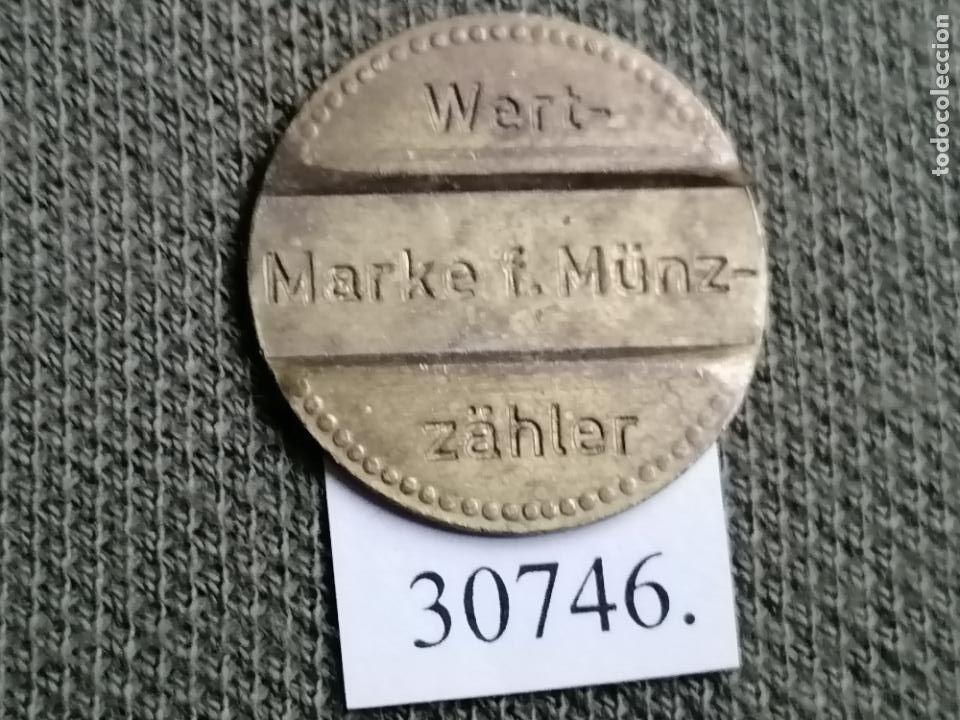 Wert-
Marke f. Münz-
zähler
30746.
todocoleccion